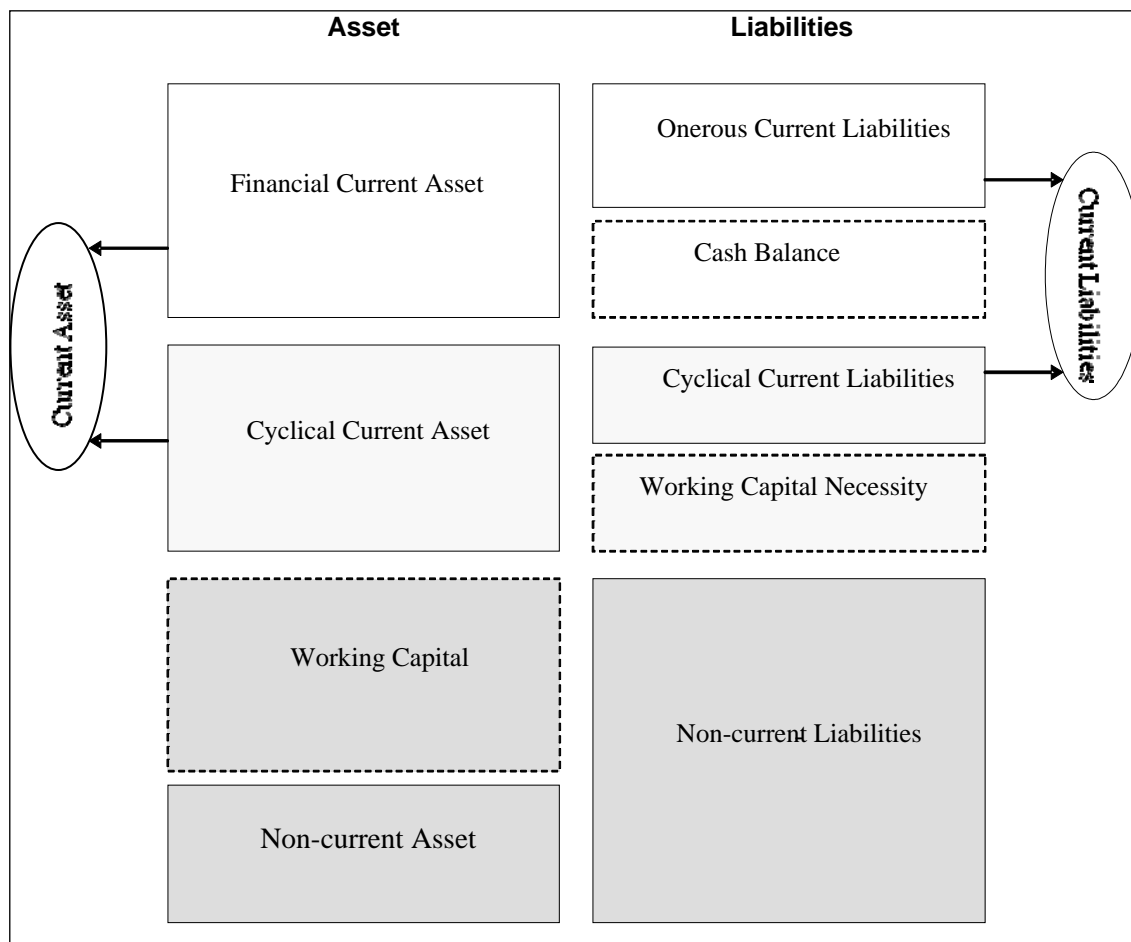 Asset
Liabilities
Financial Current Asset
Onerous Current Liabilities
Cash Balance
Current Asset
Current Liabilities
Cyclical Current Asset
Cyclical Current Liabilities
Working Capital Necessity
Working Capital
Non-current Liabilities
Non-current Asset